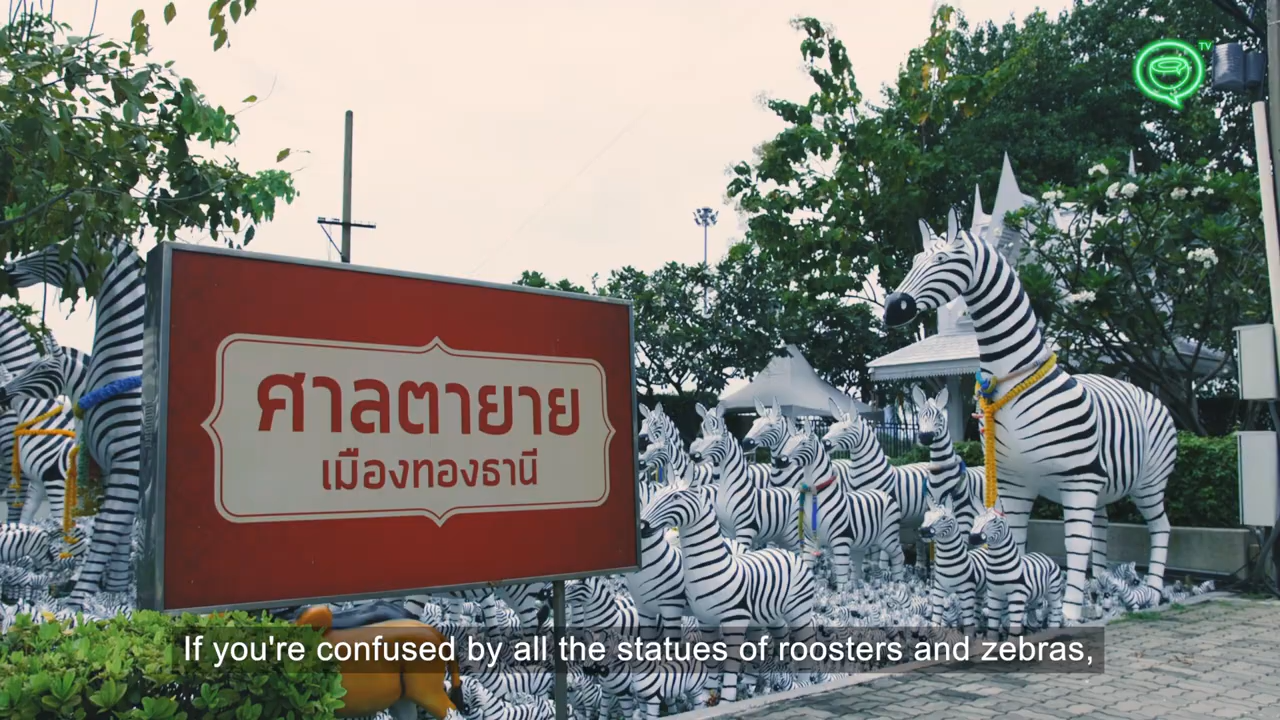 TV
ศาลตายาย
เมืองทองธานี
If you're confused by all the statues of roosters and zebras,